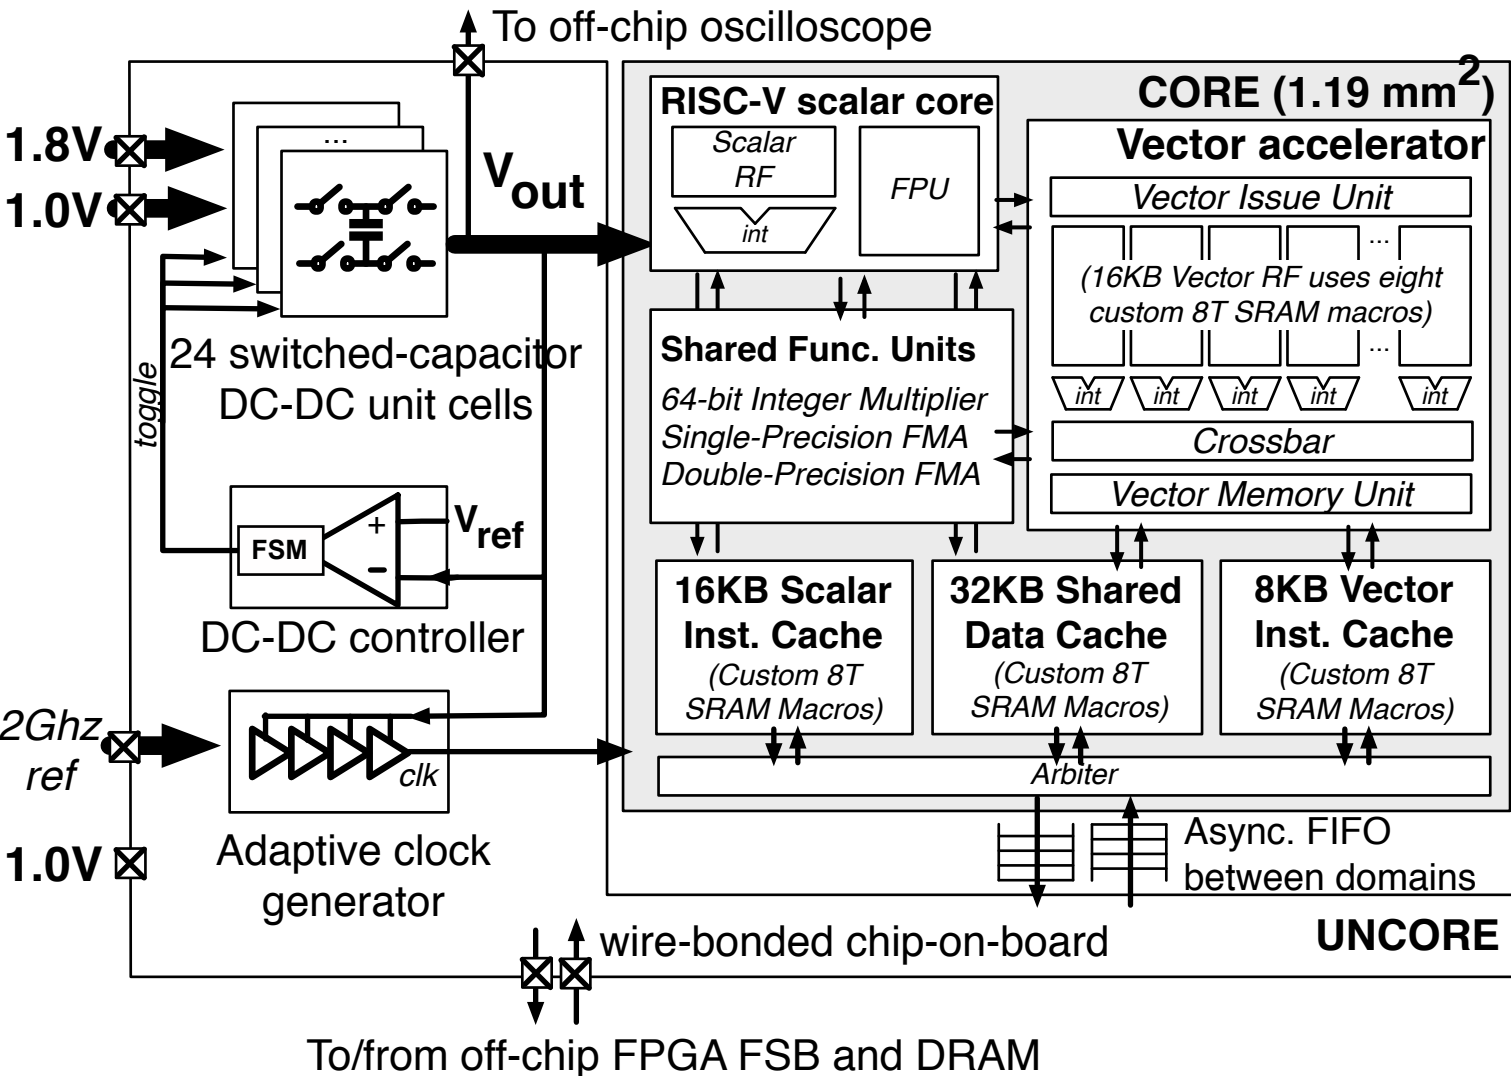 To off-chip oscilloscope
CORE (1.19 mm2)
1.8V
1.0V
...
Vout
24 switched-capacitor
DC-DC unit cells
toggle
FSM
+
−
Vref
DC-DC controller
2Ghz
ref
clk
Adaptive clock
generator
1.0V
RISC-V scalar core
Scalar
RF
int
FPU
Shared Func. Units
64-bit Integer Multiplier
Single-Precision FMA
Double-Precision FMA
Vector accelerator
Vector Issue Unit
...
(16KB Vector RF uses eight
custom 8T SRAM macros)
...
int int int int int
Crossbar
Vector Memory Unit
16KB Scalar
Inst. Cache
(Custom 8T
SRAM Macros)
32KB Shared
Data Cache
(Custom 8T
SRAM Macros)
8KB Vector
Inst. Cache
(Custom 8T
SRAM Macros)
Arbiter
Async. FIFO
between domains
UNCORE
wire-bonded chip-on-board
To/from off-chip FPGA FSB and DRAM